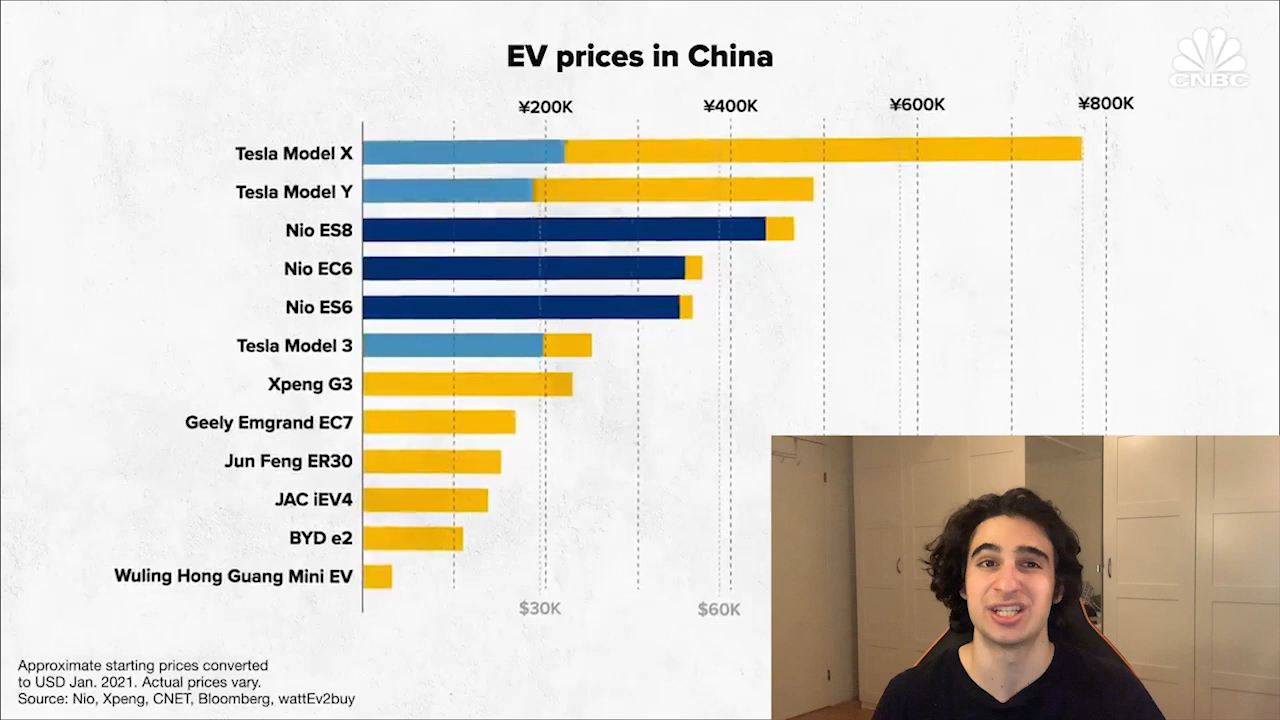 EV prices in China
CNBC
¥200K ¥400K ¥600K ¥800K
Tesla Model X
Tesla Model Y
Nio ES8
Nio EC6
Nio ES6
Tesla Model 3
Xpeng G3
Geely Emgrand EC7
Jun Feng ER30
JAC iEV4
BYD e2
Wuling Hong Guang Mini EV
$30K $60K
Approximate starting prices converted
to USD Jan. 2021. Actual prices vary.
Source: Nio, Xpeng, CNET, Bloomberg, wattEv2buy